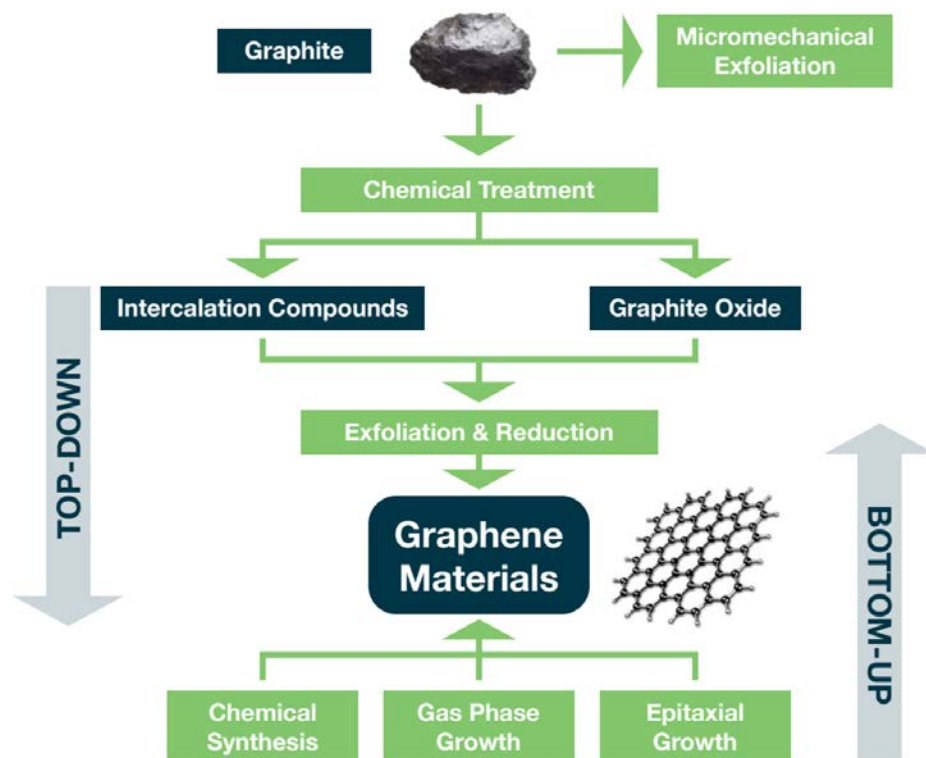 Graphite
Micromechanical
Exfoliation
Chemical Treatment
Intercalation Compounds
Graphite Oxide
TOP-DOWN
Exfoliation & Reduction
Graphene
Materials
BOTTOM-UP
Chemical
Synthesis
Gas Phase
Growth
Epitaxial
Growth